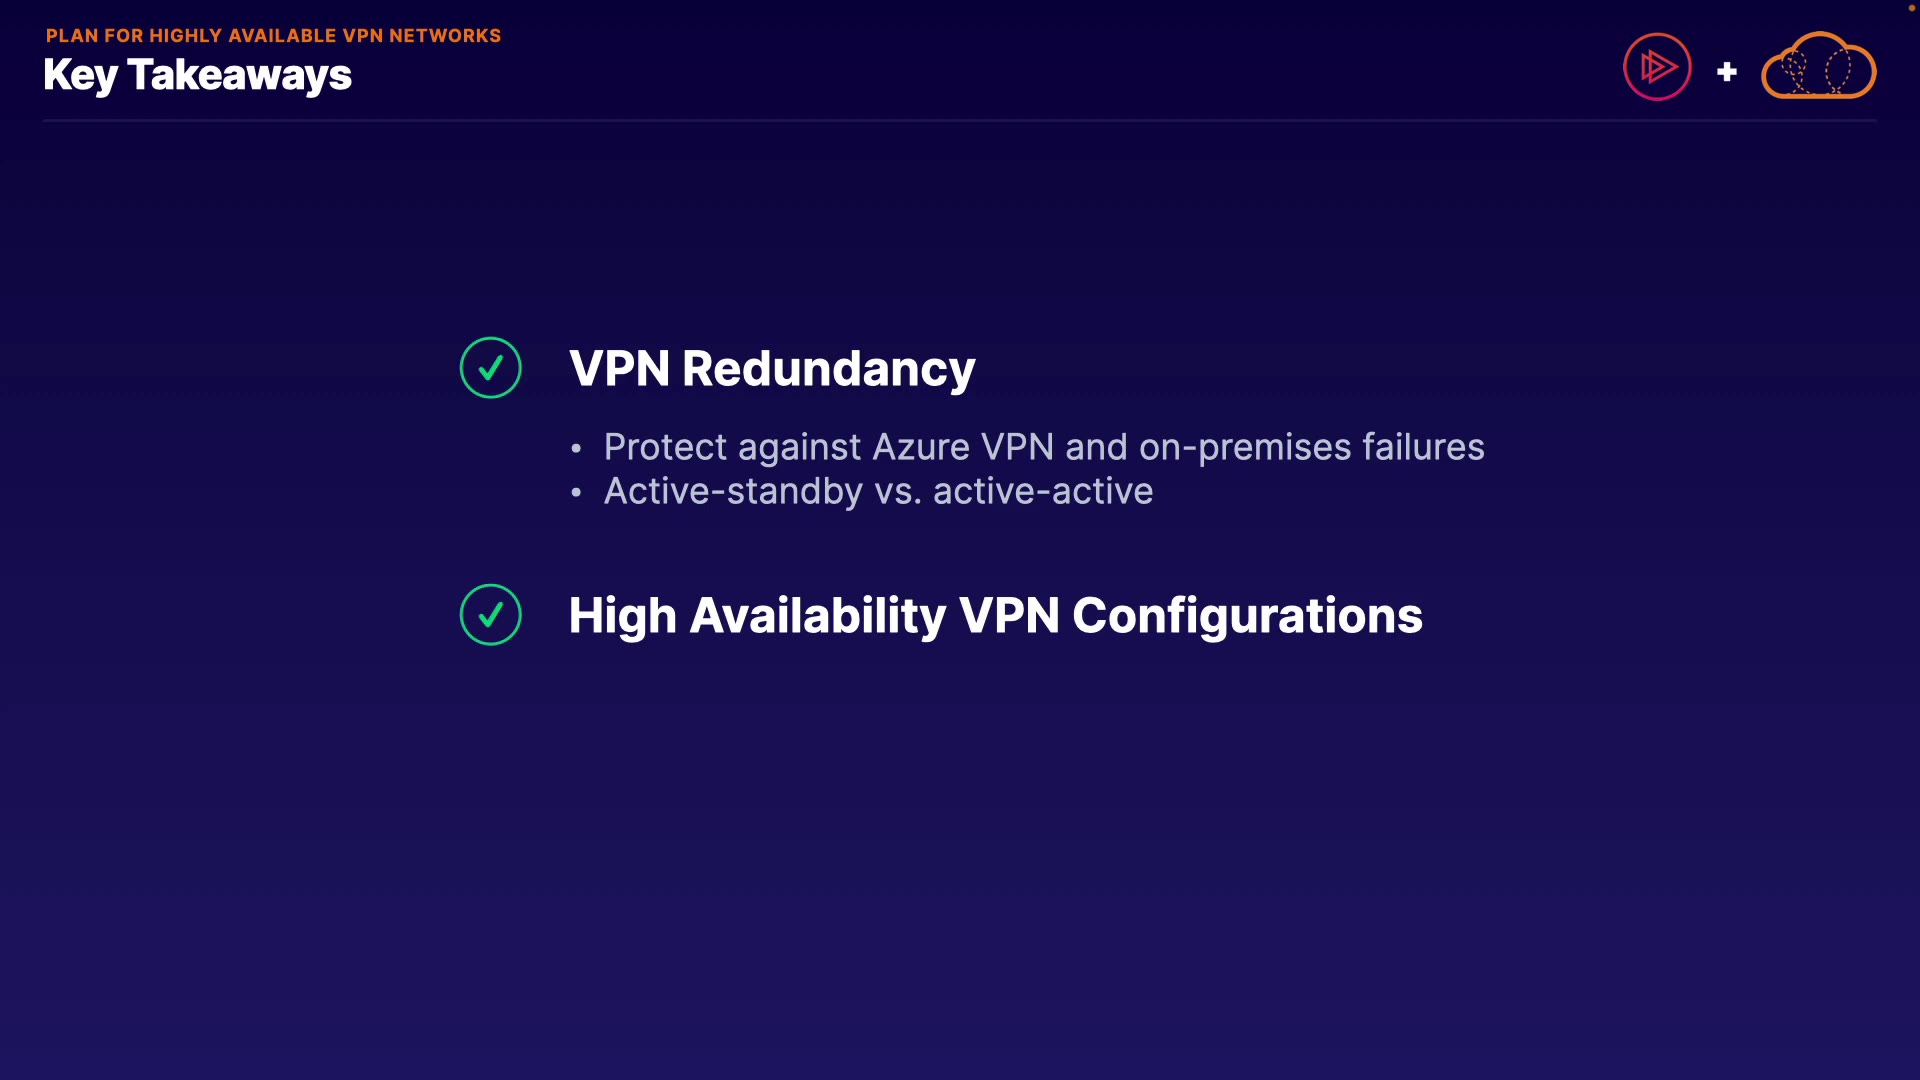 PLAN FOR HIGHLY AVAILABLE VPN NETWORKS
Key Takeaways
+
VPN Redundancy
• Protect against Azure VPN and on-premises failures
• Active-standby vs. active-active
High Availability VPN Configurations